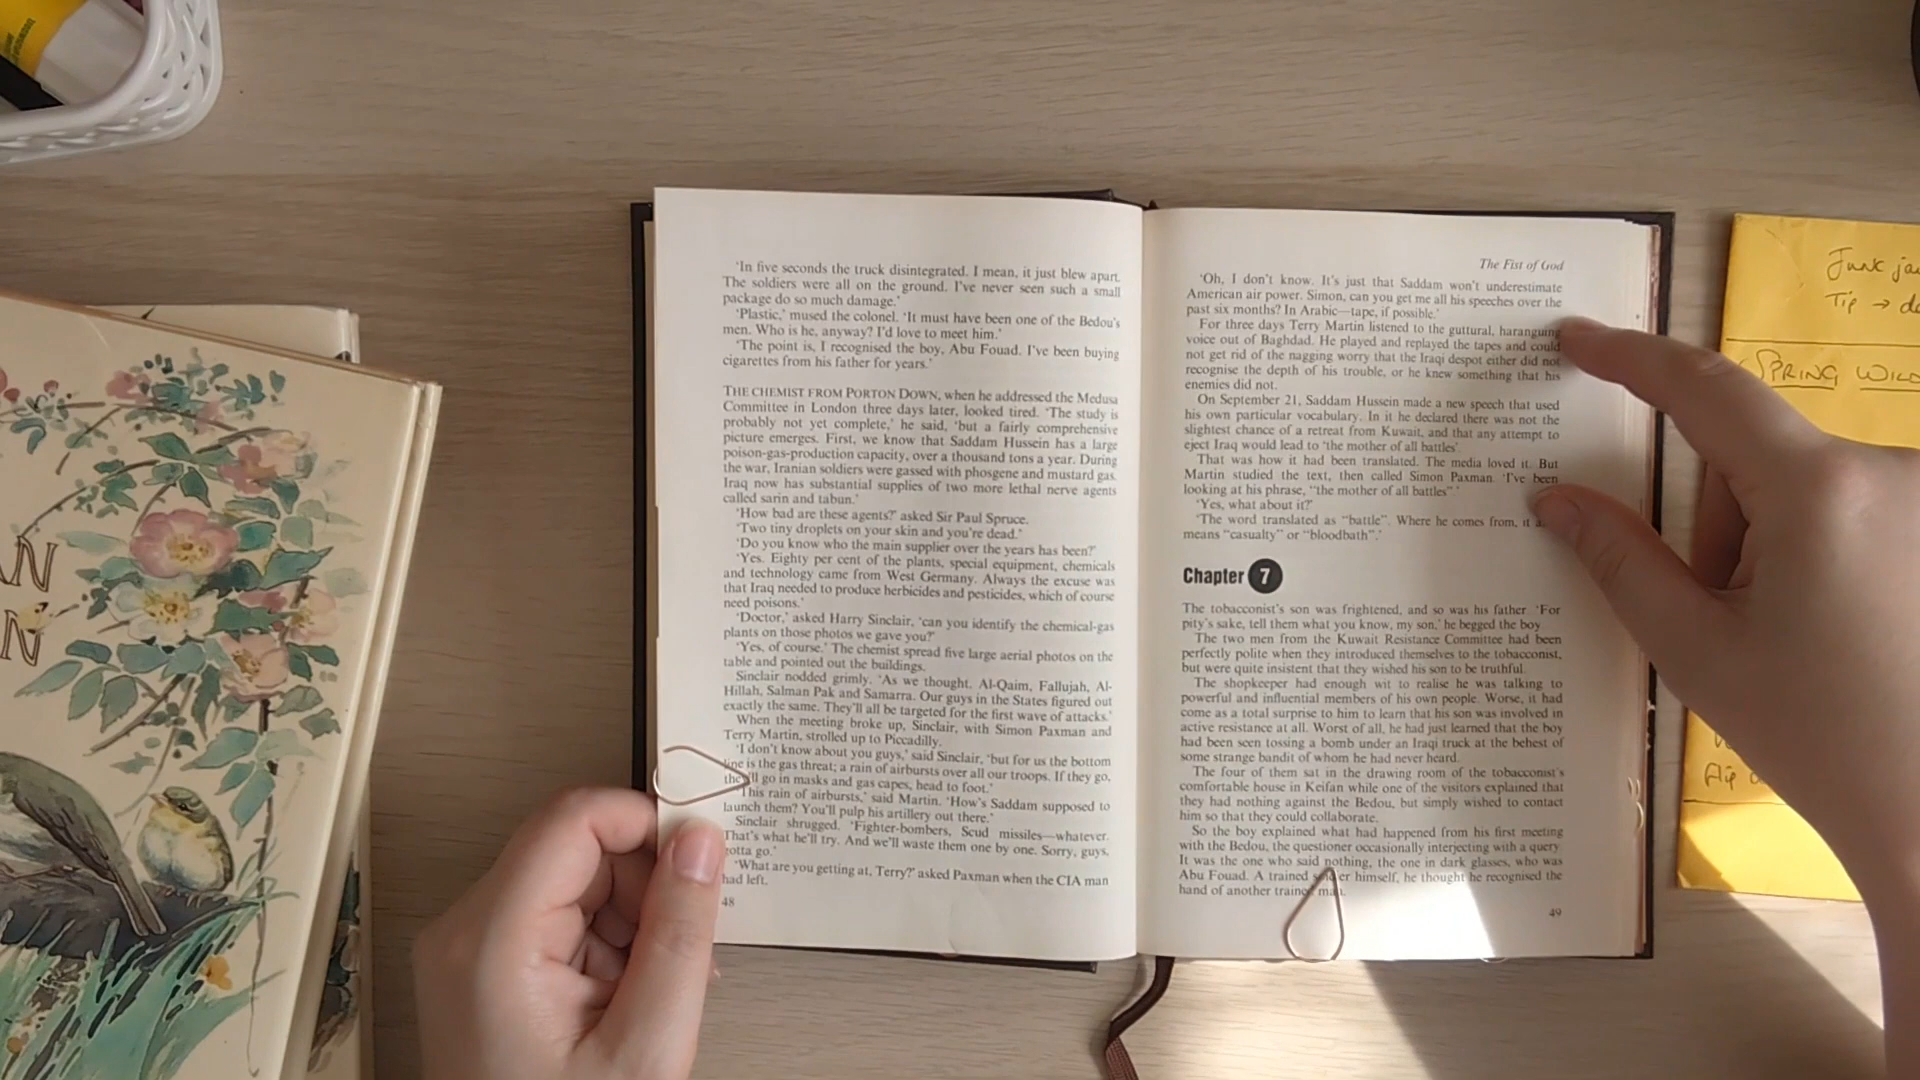 'In five seconds the truck disintegrated. I mean, it just blew apart.
The soldiers were all on the ground. I've never seen such a small
package do so much damage.'
'Plastic,' mused the colonel. 'It must have been one of the Bedou's
men. Who is he, anyway? I'd love to meet him.'
'The point is, I recognised the boy, Abu Fouad. I've been buying
cigarettes from his father for years.'
THE CHEMIST FROM PORTON DOWN, when he addressed the Medusa
Committee in London three days later, looked tired. 'The study is
probably not yet complete,' he said, 'but a fairly comprehensive
picture emerges. First, we know that Saddam Hussein has a large
poison-gas-production capacity, over a thousand tons a year. During
the war, Iranian soldiers were gassed with phosgene and mustard gas.
Iraq now has substantial supplies of two more lethal nerve agents
called sarin and tabun.'
'How bad are these agents?' asked Sir Paul Spruce.
'Two tiny droplets on your skin and you're dead.'
'Do you know who the main supplier over the years has been?'
'Yes. Eighty per cent of the plants, special equipment, chemicals
and technology came from West Germany. Always the excuse was
that Iraq needed to produce herbicides and pesticides, which of course
need poisons.'
'Doctor,' asked Harry Sinclair, 'can you identify the chemical-gas
plants on those photos we gave you?'
'Yes, of course.' The chemist spread five large aerial photos on the
table and pointed out the buildings.
Sinclair nodded grimly. 'As we thought. Al-Qaim, Fallujah, Al-
Hillah, Salman Pak and Samarra. Our guys in the States figured out
exactly the same. They'll all be targeted for the first wave of attacks.'
When the meeting broke up, Sinclair, with Simon Paxman and
Terry Martin, strolled up to Piccadilly.
'I don't know about you guys,' said Sinclair, 'but for us the bottom
line is the gas threat; a rain of airbursts over all our troops. If they go,
they'll go in masks and gas capes, head to foot.'
'This rain of airbursts,' said Martin. 'How's Saddam supposed to
launch them? You'll pulp his artillery out there.'
Sinclair shrugged. 'Fighter-bombers, Scud missiles—whatever.
That's what he'll try. And we'll waste them one by one. Sorry, guys,
gotta go.'
'What are you getting at, Terry?' asked Paxman when the CIA man
had left.
48
The Fist of God
'Oh, I don't know. It's just that Saddam won't underestimate
American air power. Simon, can you get me all his speeches over the
past six months? In Arabic—tape, if possible.'
For three days Terry Martin listened to the guttural, haranguing
voice out of Baghdad. He played and replayed the tapes and could
not get rid of the nagging worry that the Iraqi despot either did not
recognise the depth of his trouble, or he knew something that his
enemies did not.
On September 21, Saddam Hussein made a new speech that used
his own particular vocabulary. In it he declared there was not the
slightest chance of a retreat from Kuwait, and that any attempt to
eject Iraq would lead to 'the mother of all battles'.
That was how it had been translated. The media loved it. But
Martin studied the text, then called Simon Paxman. 'I've been
looking at his phrase, "the mother of all battles".'
'Yes, what about it?'
'The word translated as "battle". Where he comes from, it
means "casualty" or "bloodbath".'
Chapter 7
The tobacconist's son was frightened, and so was his father. 'For
pity's sake, tell them what you know, my son,' he begged the boy.
The two men from the Kuwait Resistance Committee had been
perfectly polite when they introduced themselves to the tobacconist,
but were quite insistent that they wished his son to be truthful.
The shopkeeper had enough wit to realise he was talking to
powerful and influential members of his own people. Worse, it had
come as a total surprise to him to learn that his son was involved in
active resistance at all. Worst of all, he had just learned that the boy
had been seen tossing a bomb under an Iraqi truck at the behest of
some strange bandit of whom he had never heard.
The four of them sat in the drawing room of the tobacconist's
comfortable house in Keifan while one of the visitors explained that
they had nothing against the Bedou, but simply wished to contact
him so that they could collaborate.
So the boy explained what had happened from his first meeting
with the Bedou, the questioner occasionally interjecting with a query.
It was the one who said nothing, the one in dark glasses, who was
Abu Fouad. A trained himself, he thought he recognised the
hand of another trained man.
49
Junk
Tip →
SPRING